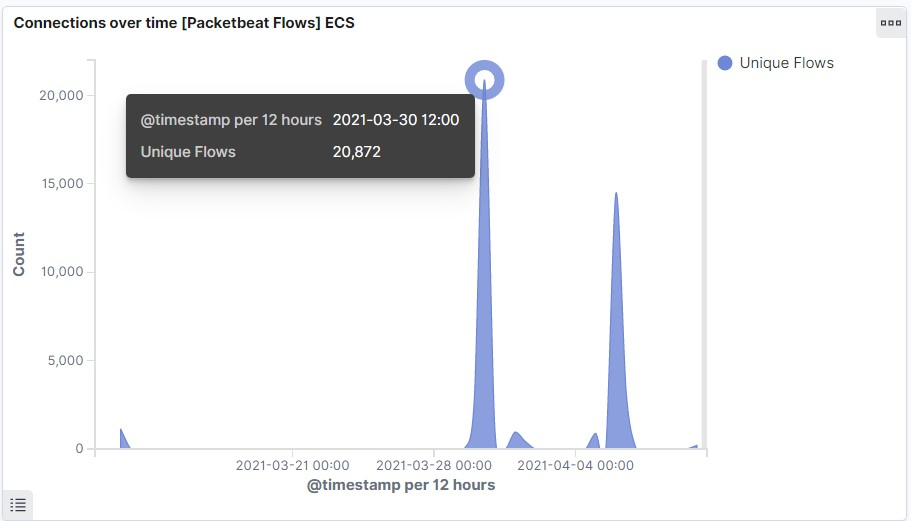 Connections over time [Packetbeat Flows] ECS
Unique Flows
20,000
@timestamp per 12 hours 2021-03-30 12:00
Unique Flows 20,872
15,000
10,000
5,000
0
Count
2021-03-21 00:00 2021-03-28 00:00 2021-04-04 00:00
@timestamp per 12 hours